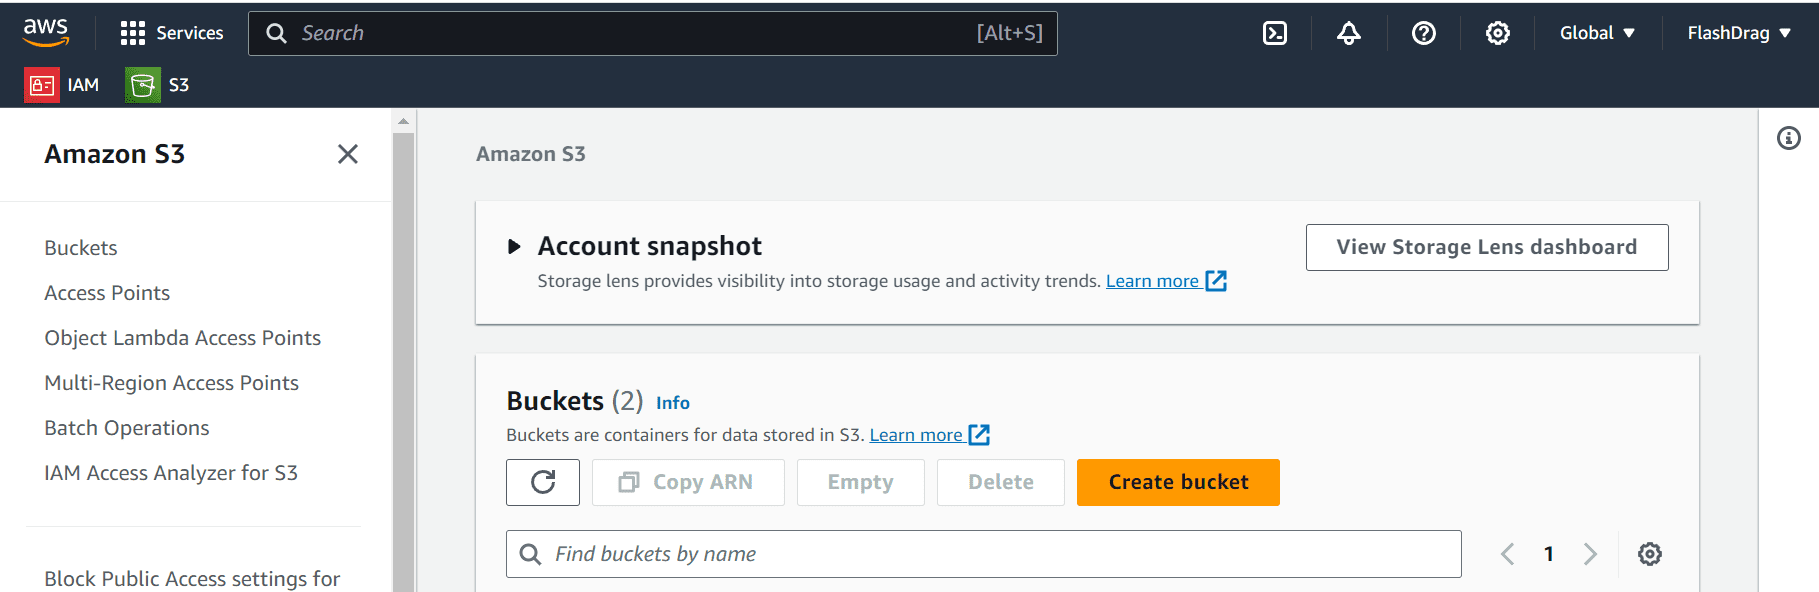 aws
Services
Search
[Alt+S]
Global
FlashDrag
IAM
S3
Amazon S3
Buckets
Access Points
Object Lambda Access Points
Multi-Region Access Points
Batch Operations
IAM Access Analyzer for S3
Block Public Access settings for
Amazon S3
Account snapshot
View Storage Lens dashboard
Storage lens provides visibility into storage usage and activity trends. Learn more
Buckets (2) Info
Buckets are containers for data stored in S3. Learn more
Copy ARN
Empty
Delete
Create bucket
Find buckets by name
1